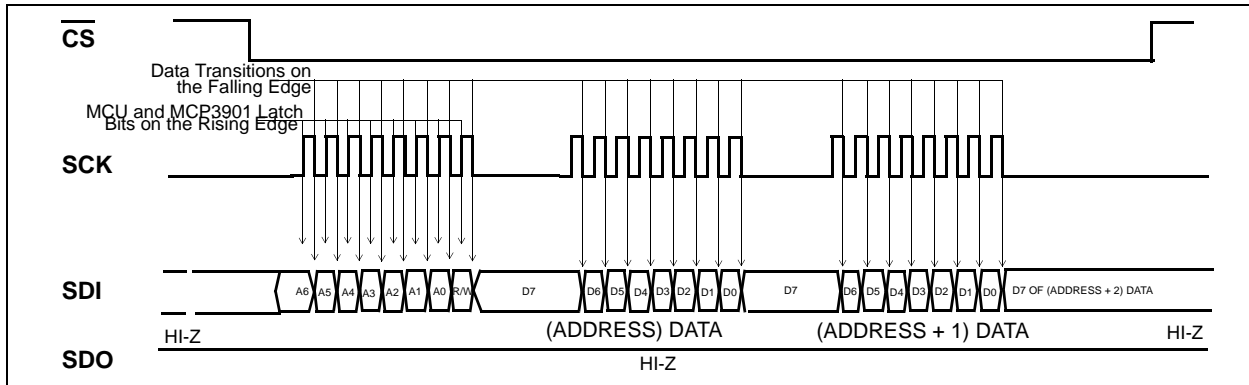 CS
Data Transitions on
the Falling Edge
MCU and MCP3901 Latch
Bits on the Rising Edge
SCK
SDI
A6 A5 A4 A3 A2 A1 A0 R/W D7 D6 D5 D4 D3 D2 D1 D0 D7 D6 D5 D4 D3 D2 D1 D0 D7 OF (ADDRESS + 2) DATA
HI-Z (ADDRESS) DATA (ADDRESS + 1) DATA HI-Z
SDO
HI-Z